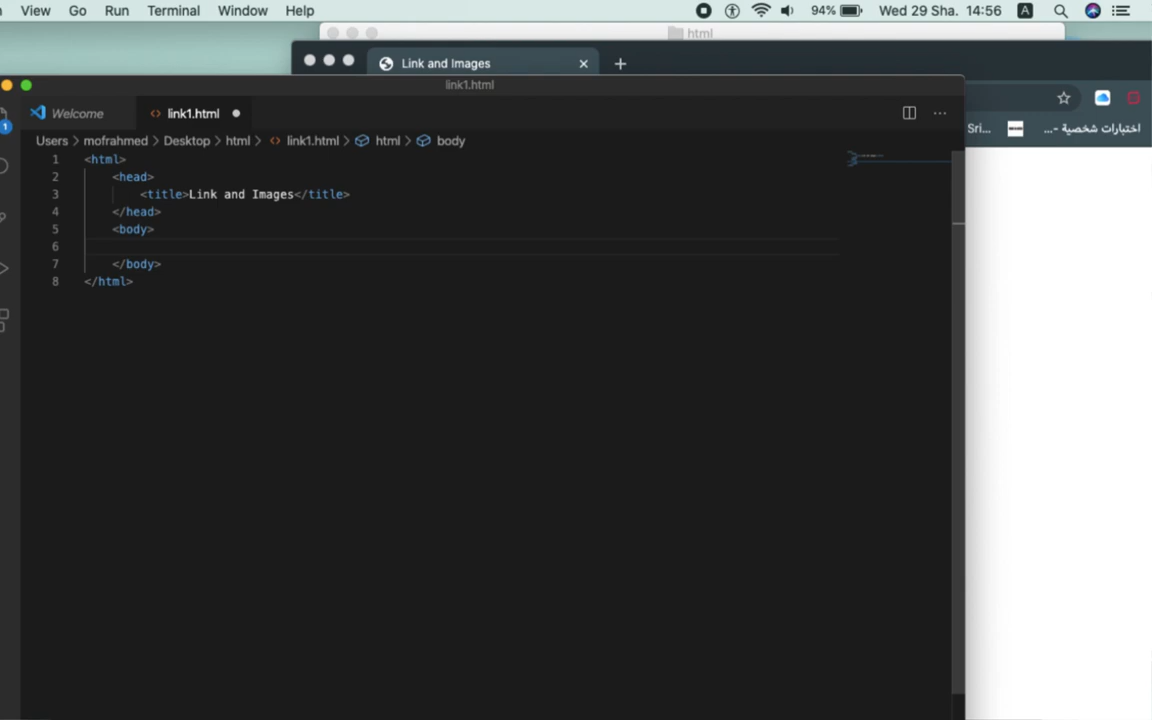 View Go Run Terminal Window Help 94% Wed 29 Sha. 14:56 A
html
Link and Images
link1.html
Welcome link1.html
Sri... اختبارات شخصية -...
Users > mofrahmed > Desktop > html > link1.html > html > body
1 <html>
2 <head>
3 <title>Link and Images</title>
4 </head>
5 <body>
6
7 </body>
8 </html>
1